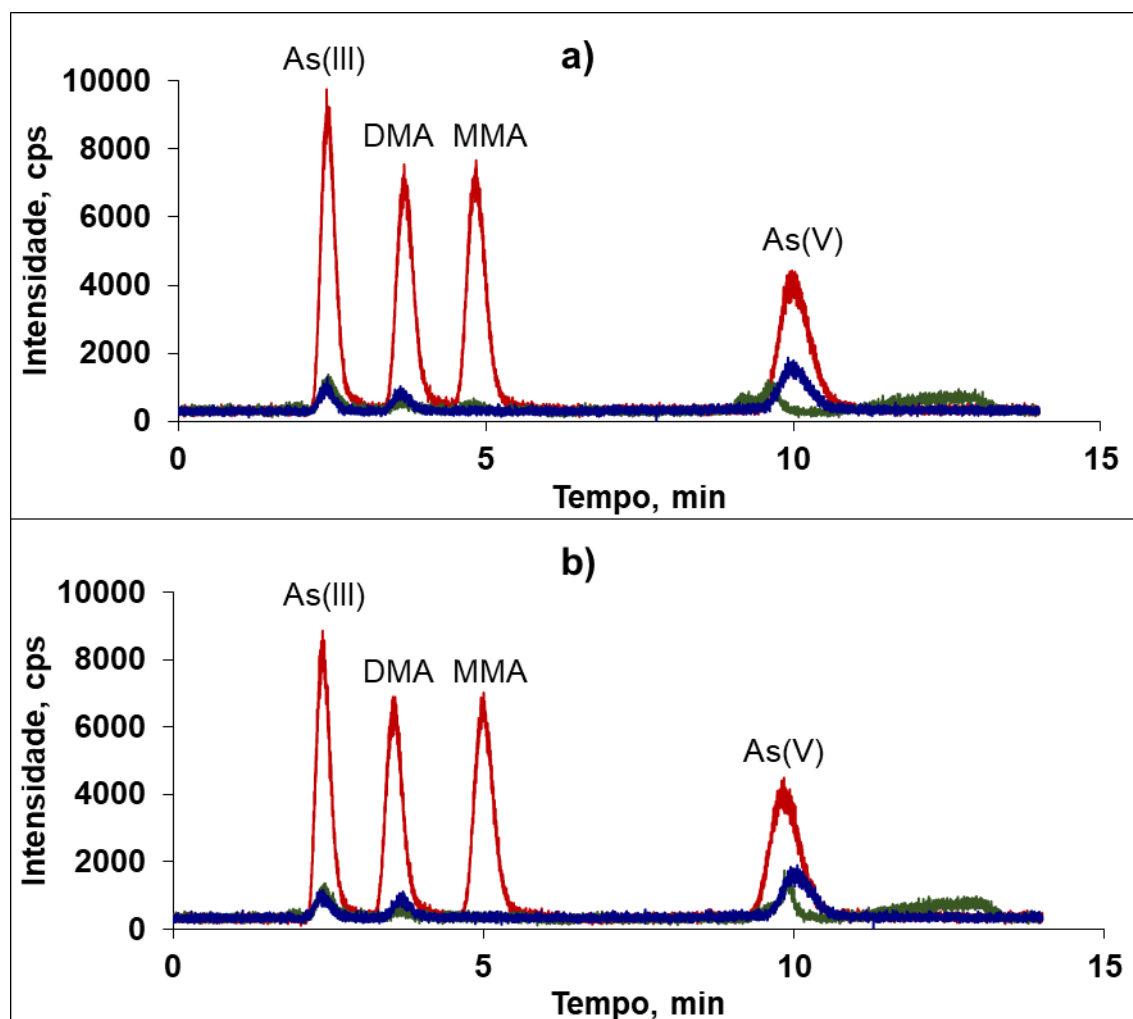 a)
As(III)
10000
DMA MMA
8000
6000
As(V)
4000
2000
0
Intensidade, cps
0 5 10 15
Tempo, min
b)
As(III)
10000
DMA MMA
8000
6000
As(V)
4000
2000
0
Intensidade, cps
0 5 10 15
Tempo, min